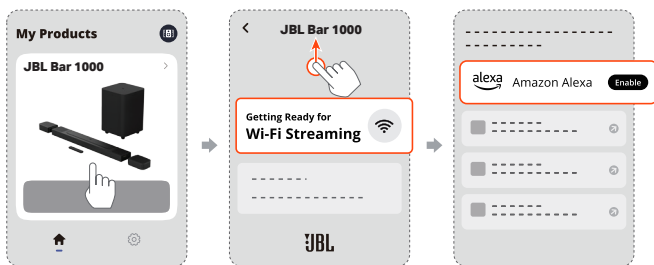 My Products
JBL Bar 1000
JBL Bar 1000
Getting Ready for
Wi-Fi Streaming
JBL
alexa Amazon Alexa Enable